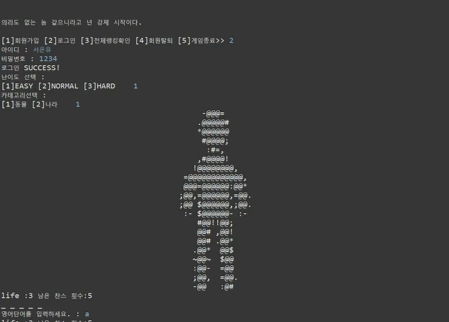 의리도 없는 놈 같으니라고 넌 강제 시작이다.
[1]회원가입 [2]로그인 [3]전체랭킹확인 [4]회원탈퇴 [5]게임종료>> 2
아이디 : 서은유
비밀번호 : 1234
로그인 SUCCESS!
난이도 선택 :
[1]EASY [2]NORMAL [3]HARD 1
카테고리선택 :
[1]동물 [2]나라 1
life :3 남은 찬스 횟수:5
_ _ _ _ _
영어단어를 입력하세요. : a